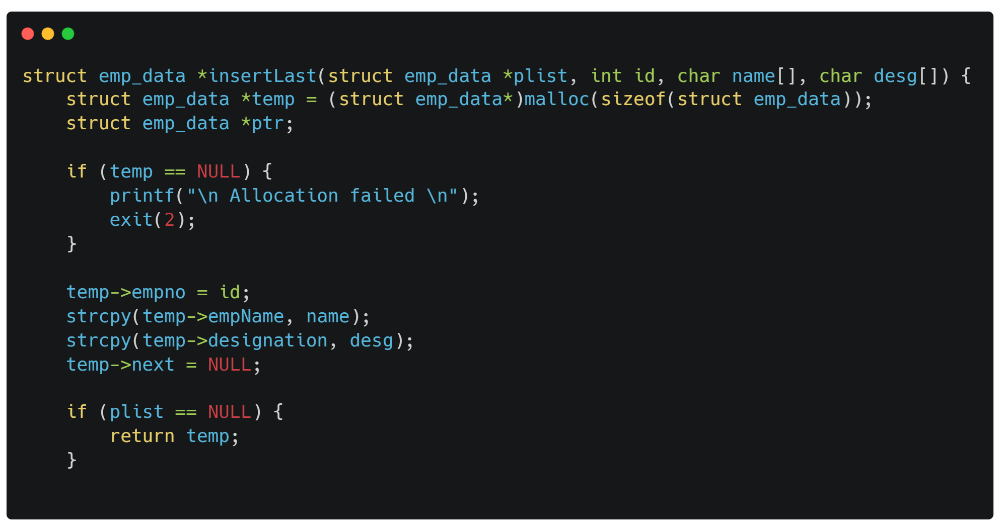 struct emp_data *insertLast(struct emp_data *plist, int id, char name[], char desg[]) {
    struct emp_data *temp = (struct emp_data*)malloc(sizeof(struct emp_data));
    struct emp_data *ptr;

    if (temp == NULL) {
        printf("\n Allocation failed \n");
        exit(2);
    }

    temp->empno = id;
    strcpy(temp->empName, name);
    strcpy(temp->designation, desg);
    temp->next = NULL;

    if (plist == NULL) {
        return temp;
    }